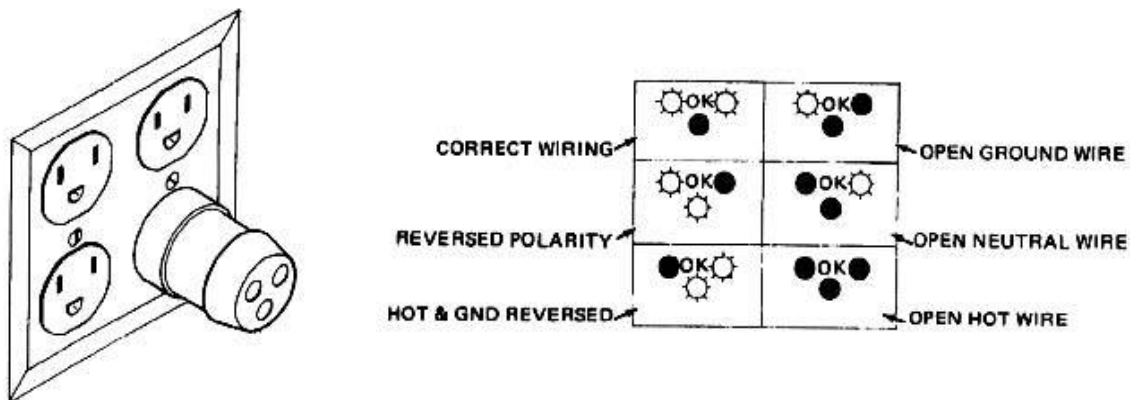 OK OK
CORRECT WIRING OPEN GROUND WIRE
OK OK
REVERSED POLARITY OPEN NEUTRAL WIRE
OK OK
HOT & GND REVERSED OPEN HOT WIRE